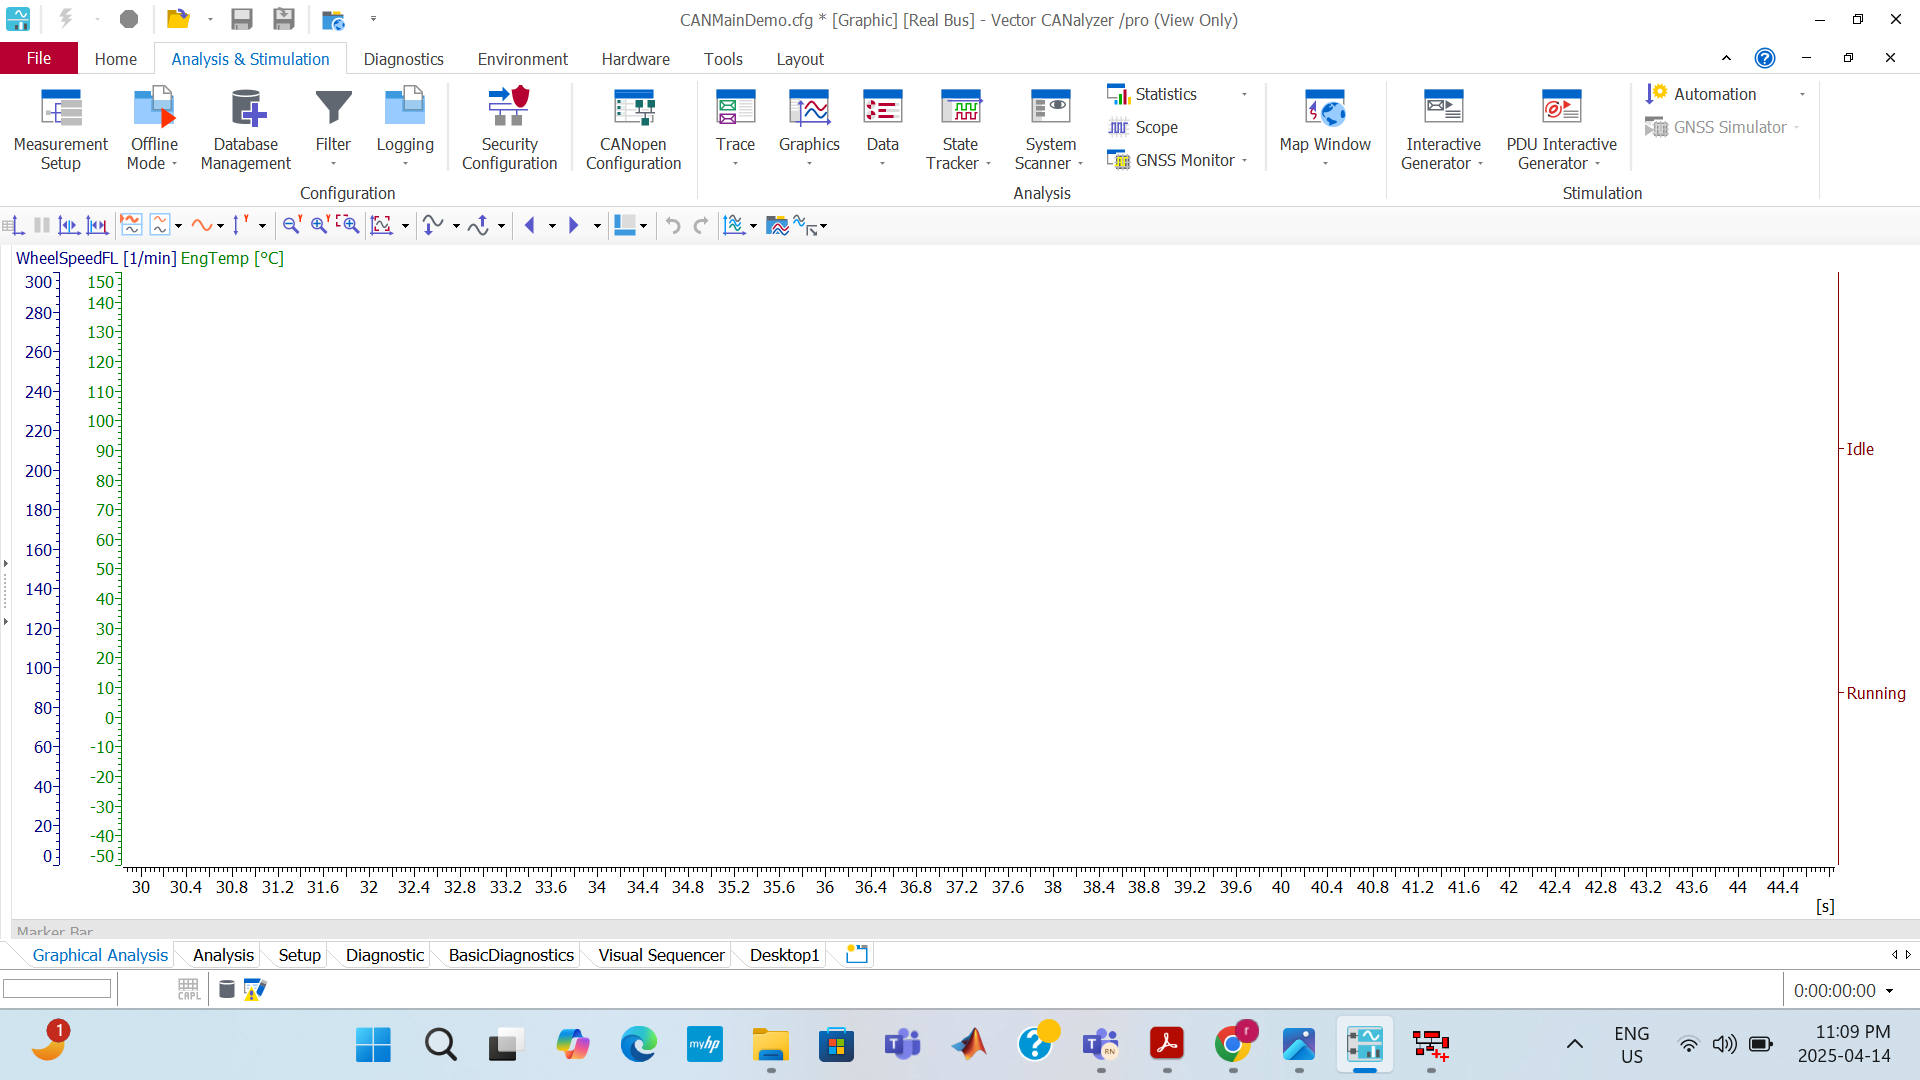 CANMainDemo.cfg * [Graphic] [Real Bus] - Vector CANalyzer /pro (View Only)
File Home Analysis & Stimulation Diagnostics Environment Hardware Tools Layout
Measurement Setup
Offline Mode
Database Management
Filter
Logging
Security Configuration
CANopen Configuration
Trace
Graphics
Data
State Tracker
System Scanner
Statistics
Scope
GNSS Monitor
Map Window
Interactive Generator
PDU Interactive Generator
Automation
GNSS Simulator
Configuration Analysis Stimulation
WheelSpeedFL [1/min] EngTemp [°C]
300
280
260
240
220
200
180
160
140
120
100
80
60
40
20
0
150
140
130
120
110
100
90
80
70
60
50
40
30
20
10
0
-10
-20
-30
-40
-50
Idle
Running
30 30.4 30.8 31.2 31.6 32 32.4 32.8 33.2 33.6 34 34.4 34.8 35.2 35.6 36 36.4 36.8 37.2 37.6 38 38.4 38.8 39.2 39.6 40 40.4 40.8 41.2 41.6 42 42.4 42.8 43.2 43.6 44 44.4
[s]
Marker Bar
Graphical Analysis Analysis Setup Diagnostic BasicDiagnostics Visual Sequencer Desktop1
CAPL
0:00:00:00
1
myhp
RN
r
ENG
US
11:09 PM
2025-04-14